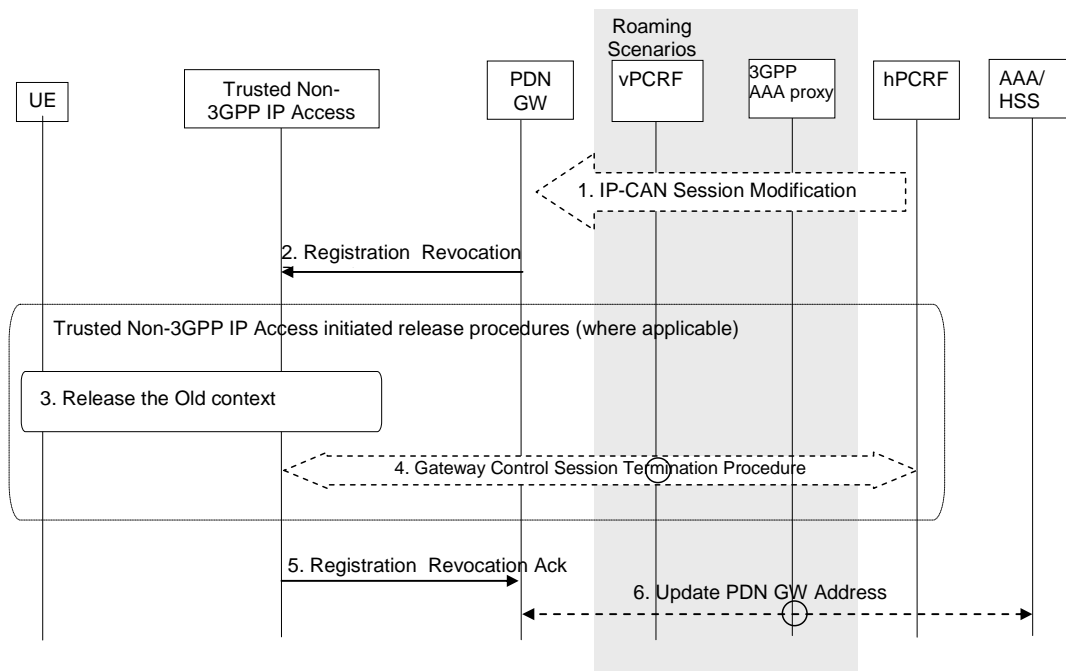 Roaming
Scenarios
UE
Trusted Non-
3GPP IP Access
PDN
GW
vPCRF
3GPP
AAA proxy
hPCRF
AAA/
HSS
1. IP-CAN Session Modification
2. Registration Revocation
Trusted Non-3GPP IP Access initiated release procedures (where applicable)
3. Release the Old context
4. Gateway Control Session Termination Procedure
5. Registration Revocation Ack
6. Update PDN GW Address